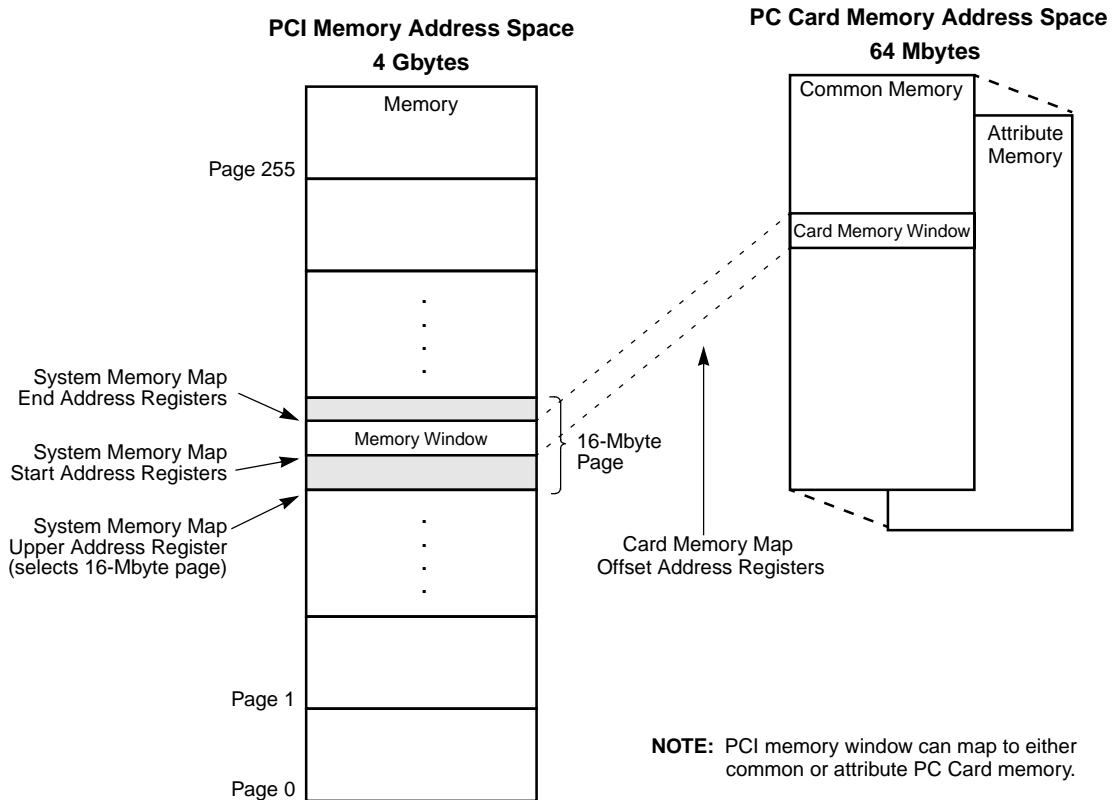 PCI Memory Address Space
4 Gbytes
Memory
Page 255
.
.
.
.
System Memory Map
End Address Registers
Memory Window
16-Mbyte
Page
System Memory Map
Start Address Registers
System Memory Map
Upper Address Register
(selects 16-Mbyte page)
.
.
.
.
Page 1
Page 0
PC Card Memory Address Space
64 Mbytes
Common Memory
Attribute
Memory
Card Memory Window
Card Memory Map
Offset Address Registers
NOTE: PCI memory window can map to either
common or attribute PC Card memory.